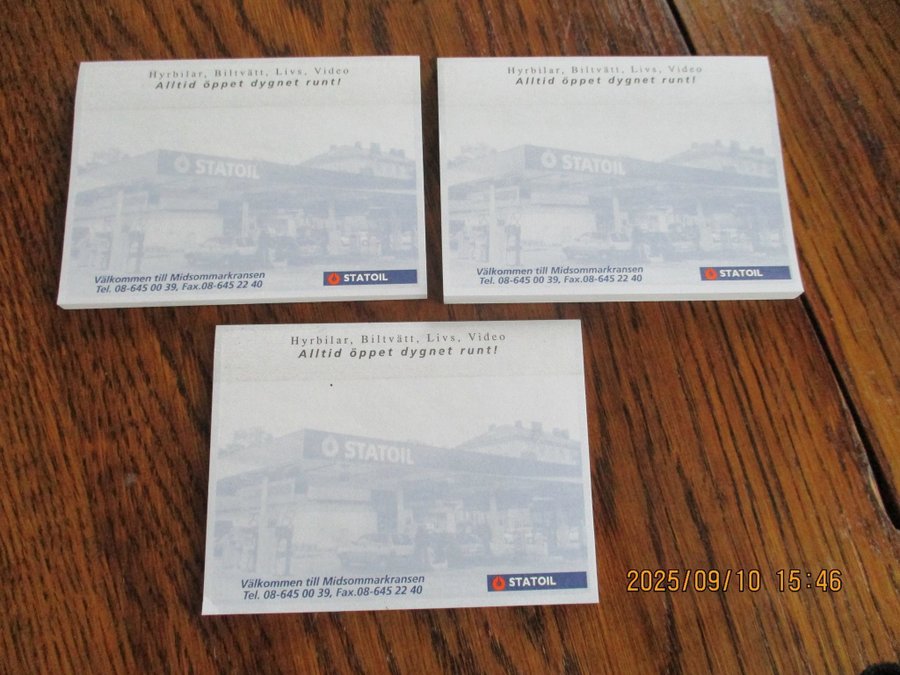 Hyrbilar, Biltvätt, Livs, Video
Alltid öppet dygnet runt!
STATOIL
Välkommen till Midsommarkransen
Tel. 08-645 00 39, Fax.08-645 22 40
STATOIL
Hyrbilar, Biltvätt, Livs, Video
Alltid öppet dygnet runt!
STATOIL
Välkommen till Midsommarkransen
Tel. 08-645 00 39, Fax.08-645 22 40
STATOIL
Hyrbilar, Biltvätt, Livs, Video
Alltid öppet dygnet runt!
STATOIL
Välkommen till Midsommarkransen
Tel. 08-645 00 39, Fax.08-645 22 40
STATOIL
2025/09/10 15:46